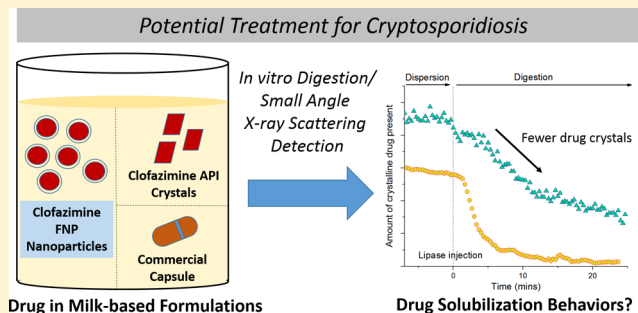 Potential Treatment for Cryptosporidiosis
Clofazimine
FNP
Nanoparticles
Clofazimine API
Crystals
Commercial
Capsule
Drug in Milk-based Formulations
In vitro Digestion/
Small Angle
X-ray Scattering
Detection
Dispersion
Digestion
Amount of crystalline drug present
Fewer drug crystals
Lipase injection
0
10
20
Time (mins)
Drug Solubilization Behaviors?